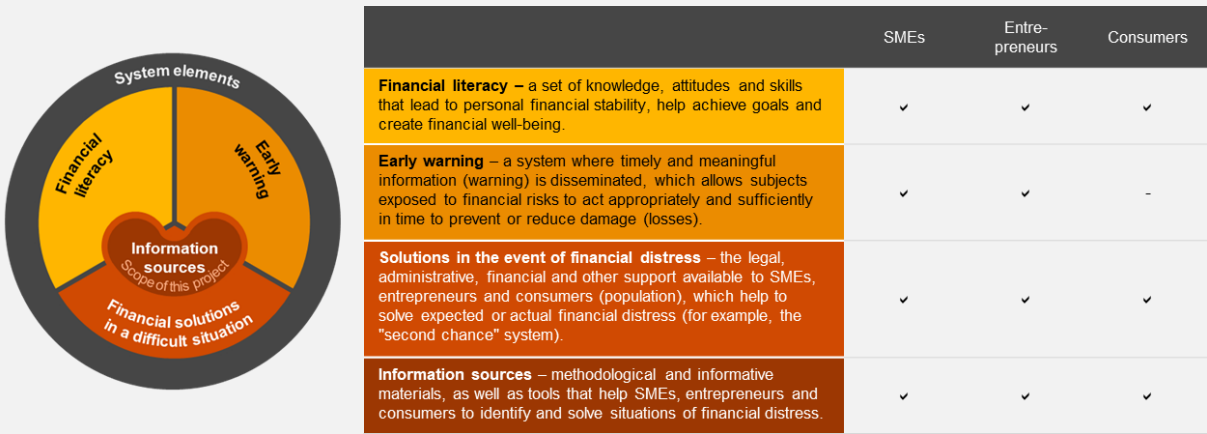 System elements
Financial
literacy
Early
warning
Information
sources
Scope of this project
Financial solutions
in a difficult situation
SMEs
Entre-
preneurs
Consumers
Financial literacy – a set of knowledge, attitudes and skills
that lead to personal financial stability, help achieve goals and
create financial well-being.
Early warning – a system where timely and meaningful
information (warning) is disseminated, which allows subjects
exposed to financial risks to act appropriately and sufficiently
in time to prevent or reduce damage (losses).
-
Solutions in the event of financial distress – the legal,
administrative, financial and other support available to SMEs,
entrepreneurs and consumers (population), which help to
solve expected or actual financial distress (for example, the
"second chance" system).
Information sources – methodological and informative
materials, as well as tools that help SMEs, entrepreneurs and
consumers to identify and solve situations of financial distress.